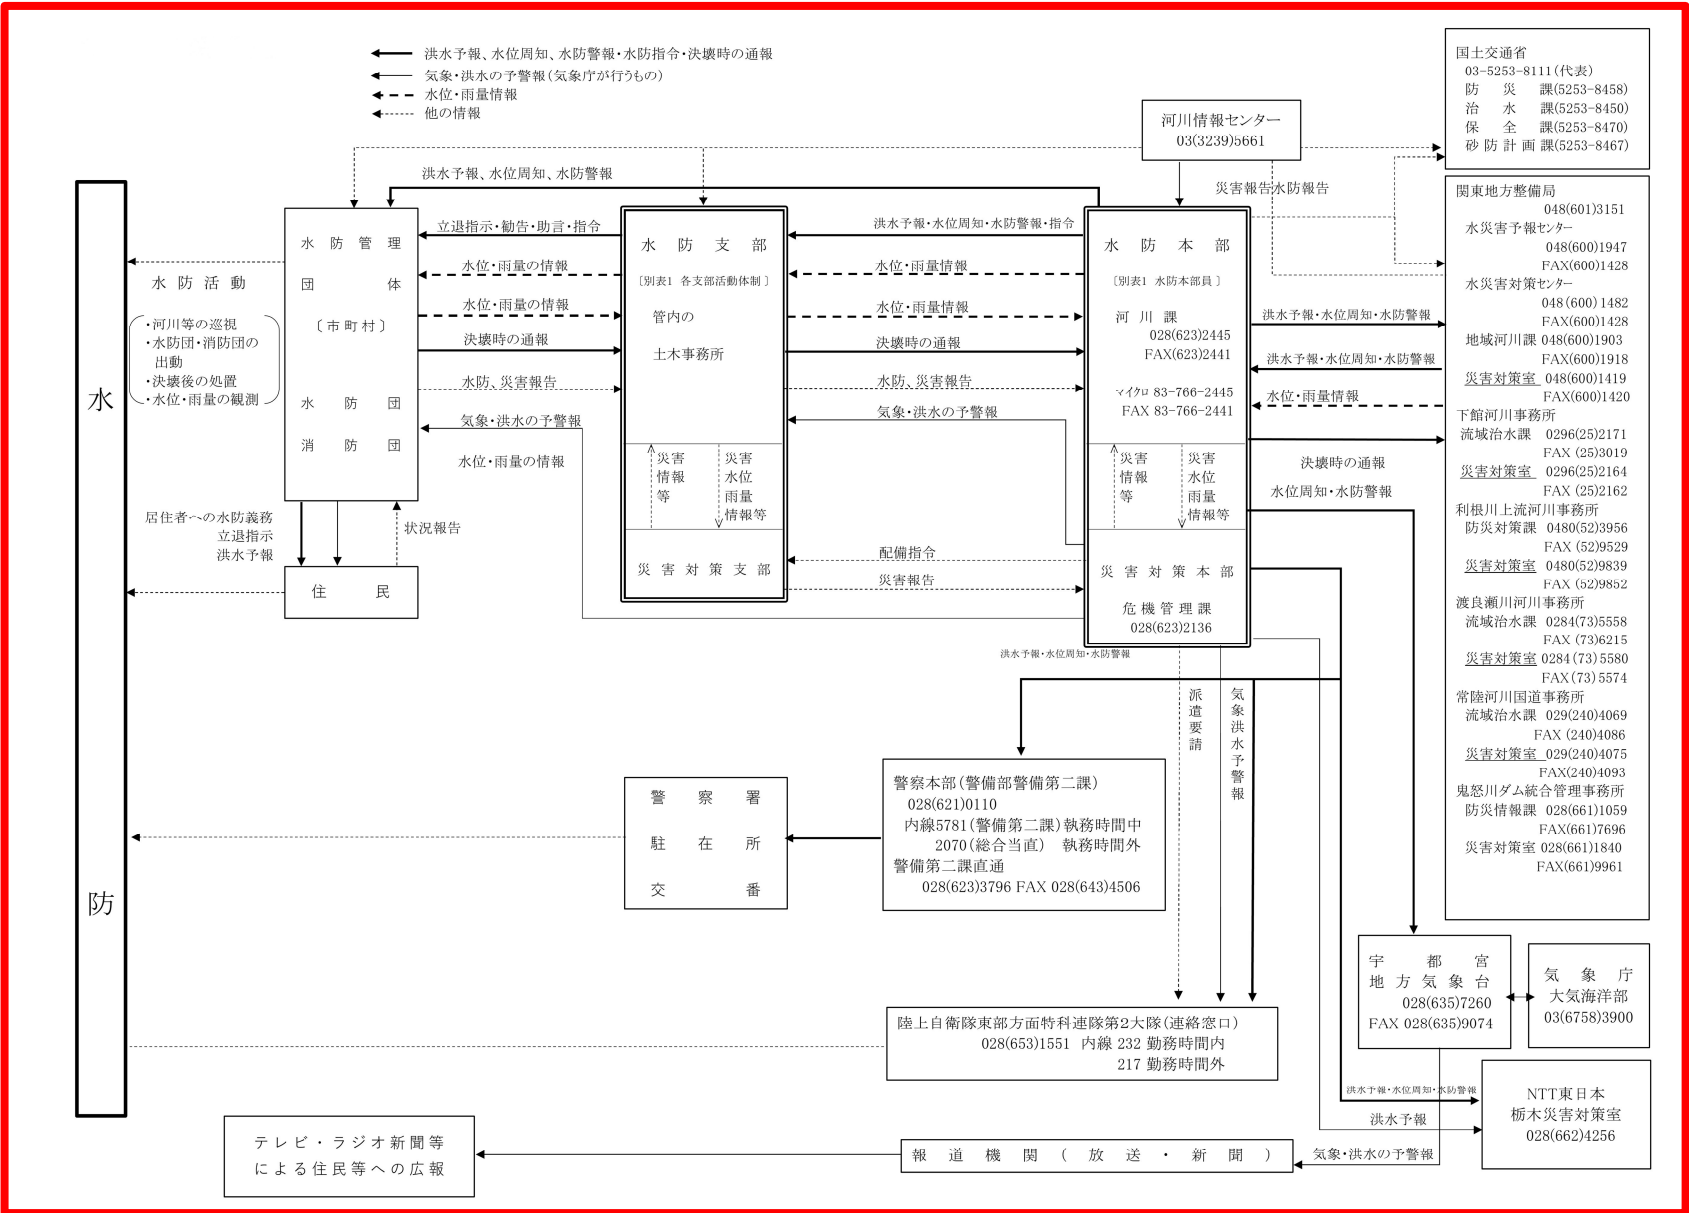 洪水予報、水位周知、水防警報・水防指令・決壊時の通報
気象・洪水の予警報(気象庁が行うもの)
水位・雨量情報
他の情報
国土交通省
03-5253-8111(代表)
防災課(5253-8458)
治水課(5253-8450)
保全課(5253-8470)
砂防計画課(5253-8467)
河川情報センター
03(3239)5661
洪水予報、水位周知、水防警報
災害報告水防報告
水防
水防活動
・河川等の巡視
・水防団・消防団の
出動
・決壊後の処置
・水位・雨量の観測
水防管理
団体
〔市町村〕
水防団
消防団
立退指示・勧告・助言・指令
水位・雨量の情報
水位・雨量の情報
決壊時の通報
水防、災害報告
気象・洪水の予警報
水位・雨量の情報
居住者への水防義務
立退指示
洪水予報
状況報告
住民
水防支部
〔別表1 各支部活動体制〕
管内の
土木事務所
災害
情報
等
災害
水位
雨量
情報等
災害対策支部
洪水予報・水位周知・水防警報・指令
水位・雨量情報
水位・雨量情報
決壊時の通報
水防、災害報告
気象・洪水の予警報
配備指令
災害報告
水防本部
〔別表1 水防本部員〕
河川課
028(623)2445
FAX(623)2441
マイクロ 83-766-2445
FAX 83-766-2441
災害
情報
等
災害
水位
雨量
情報等
災害対策本部
危機管理課
028(623)2136
洪水予報・水位周知・水防警報
洪水予報・水位周知・水防警報
水位・雨量情報
決壊時の通報
水位周知・水防警報
関東地方整備局
048(601)3151
水災害予報センター
048(600)1947
FAX(600)1428
水災害対策センター
048(600)1482
FAX(600)1428
地域河川課 048(600)1903
FAX(600)1918
災害対策室 048(600)1419
FAX(600)1420
下館河川事務所
流域治水課 0296(25)2171
FAX (25)3019
災害対策室 0296(25)2164
FAX (25)2162
利根川上流河川事務所
防災対策課 0480(52)3956
FAX (52)9529
災害対策室 0480(52)9839
FAX (52)9852
渡良瀬川河川事務所
流域治水課 0284(73)5558
FAX (73)6215
災害対策室 0284(73)5580
FAX(73)5574
常陸河川国道事務所
流域治水課 029(240)4069
FAX (240)4086
災害対策室 029(240)4075
FAX(240)4093
鬼怒川ダム統合管理事務所
防災情報課 028(661)1059
FAX(661)7696
災害対策室 028(661)1840
FAX(661)9961
洪水予報・水位周知・水防警報
派遣要請
気象洪水予警報
警察署
駐在所
交番
警察本部(警備部警備第二課)
028(621)0110
内線5781(警備第二課)執務時間中
2070(総合当直) 執務時間外
警備第二課直通
028(623)3796 FAX 028(643)4506
陸上自衛隊東部方面特科連隊第2大隊(連絡窓口)
028(653)1551 内線 232 勤務時間内
217 勤務時間外
宇都宮
地方気象台
028(635)7260
FAX 028(635)9074
気象庁
大気海洋部
03(6758)3900
洪水予報・水位周知・水防警報
洪水予報
気象・洪水の予警報
NTT東日本
栃木災害対策室
028(662)4256
報道機関(放送・新聞)
テレビ・ラジオ新聞等
による住民等への広報